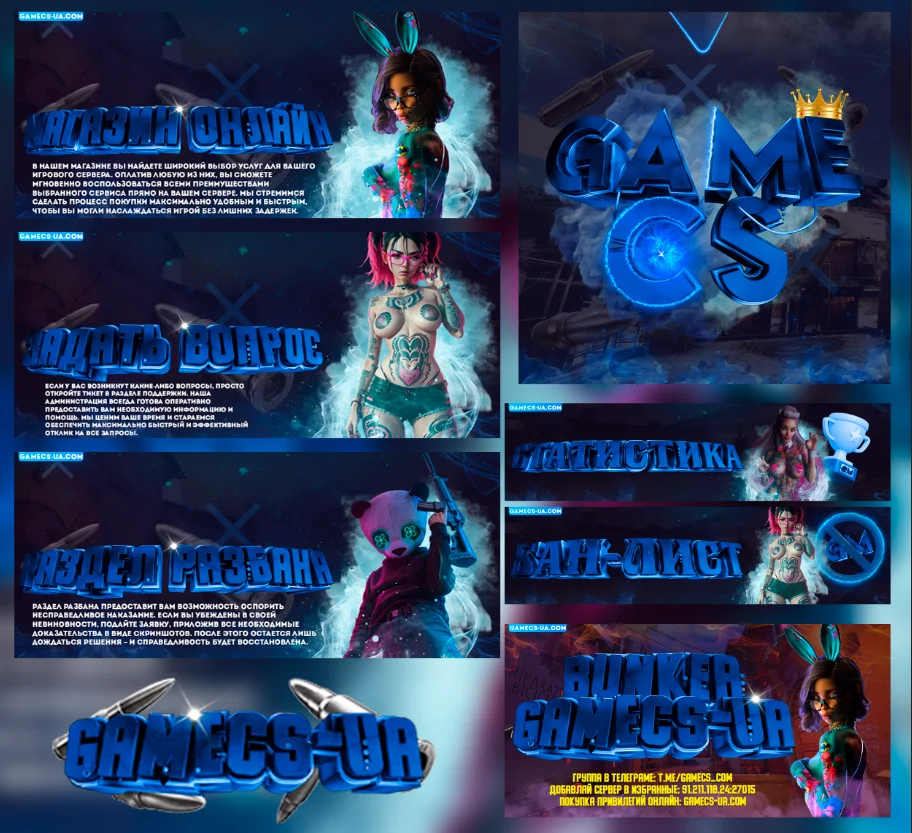 GAMECS-UA.COM
МАГАЗИН ОНЛАЙН
В НАШЕМ МАГАЗИНЕ ВЫ НАЙДЕТЕ ШИРОКИЙ ВЫБОР УСЛУГ ДЛЯ ВАШЕГО
ИГРОВОГО СЕРВЕРА. ОПЛАТИВ ЛЮБУЮ ИЗ НИХ, ВЫ СМОЖЕТЕ
МГНОВЕННО ВОСПОЛЬЗОВАТЬСЯ ВСЕМИ ПРЕИМУЩЕСТВАМИ
ВЫБРАННОГО СЕРВИСА ПРЯМО НА ВАШЕМ СЕРВЕРЕ. МЫ СТРЕМИМСЯ
СДЕЛАТЬ ПРОЦЕСС ПОКУПКИ МАКСИМАЛЬНО УДОБНЫМ И БЫСТРЫМ,
ЧТОБЫ ВЫ МОГЛИ НАСЛАЖДАТЬСЯ ИГРОЙ БЕЗ ЛИШНИХ ЗАДЕРЖЕК.
GAMECS-UA.COM
ЗАДАТЬ ВОПРОС
ЕСЛИ У ВАС ВОЗНИКНУТ КАКИЕ-ЛИБО ВОПРОСЫ, ПРОСТО
ОТКРОЙТЕ ТИКЕТ В РАЗДЕЛЕ ПОДДЕРЖКИ. НАША
АДМИНИСТРАЦИЯ ВСЕГДА ГОТОВА ОПЕРАТИВНО
ПРЕДОСТАВИТЬ ВАМ НЕОБХОДИМУЮ ИНФОРМАЦИЮ И
ПОМОЩЬ. МЫ ЦЕНИМ ВАШЕ ВРЕМЯ И СТАРАЕМСЯ
ОБЕСПЕЧИТЬ МАКСИМАЛЬНО БЫСТРЫЙ И ЭФФЕКТИВНЫЙ
ОТКЛИК НА ВСЕ ЗАПРОСЫ.
GAMECS-UA.COM
РАЗДЕЛ РАЗБАНА
РАЗДЕЛ РАЗБАНА ПРЕДОСТАВИТ ВАМ ВОЗМОЖНОСТЬ ОСПОРИТЬ
НЕСПРАВЕДЛИВОЕ НАКАЗАНИЕ. ЕСЛИ ВЫ УБЕЖДЕНЫ В СВОЕЙ
НЕВИНОВНОСТИ, ПОДАЙТЕ ЗАЯВКУ, ПРИЛОЖИВ ВСЕ НЕОБХОДИМЫЕ
ДОКАЗАТЕЛЬСТВА В ВИДЕ СКРИНШОТОВ. ПОСЛЕ ЭТОГО ОСТАЕТСЯ ЛИШЬ
ДОЖДАТЬСЯ РЕШЕНИЯ – И СПРАВЕДЛИВОСТЬ БУДЕТ ВОССТАНОВЛЕНА.
GAMECS-UA
GAME
CS
GAMECS-UA.COM
СТАТИСТИКА
GAMECS-UA.COM
БАН-ЛИСТ
GAMECS-UA.COM
BUNKER
GAMECS-UA
ГРУППА В ТЕЛЕГРАМЕ: T.ME/GAMECS_COM
ДОБАВЛЯЙ СЕРВЕР В ИЗБРАННЫЕ: 91.211.118.24:27015
ПОКУПКА ПРИВИЛЕГИЙ ОНЛАЙН: GAMECS-UA.COM